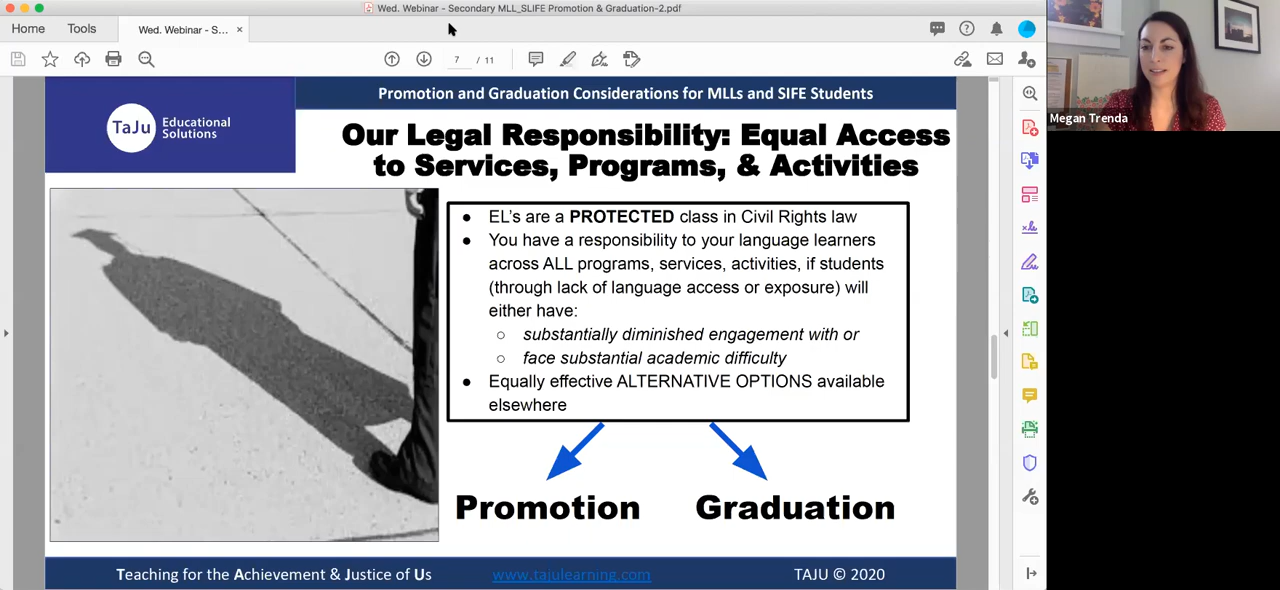 Wed. Webinar - Secondary MLL_SLIFE Promotion & Graduation-2.pdf
Home
Tools
Wed. Webinar - S... ×
7 / 11
Megan Trenda
TaJu
Educational
Solutions
Promotion and Graduation Considerations for MLLs and SIFE Students
Our Legal Responsibility: Equal Access
to Services, Programs, & Activities
● EL's are a PROTECTED class in Civil Rights law
● You have a responsibility to your language learners
across ALL programs, services, activities, if students
(through lack of language access or exposure) will
either have:
○ substantially diminished engagement with or
○ face substantial academic difficulty
● Equally effective ALTERNATIVE OPTIONS available
elsewhere
Promotion
Graduation
Teaching for the Achievement & Justice of Us
www.tajulearning.com
TAJU © 2020